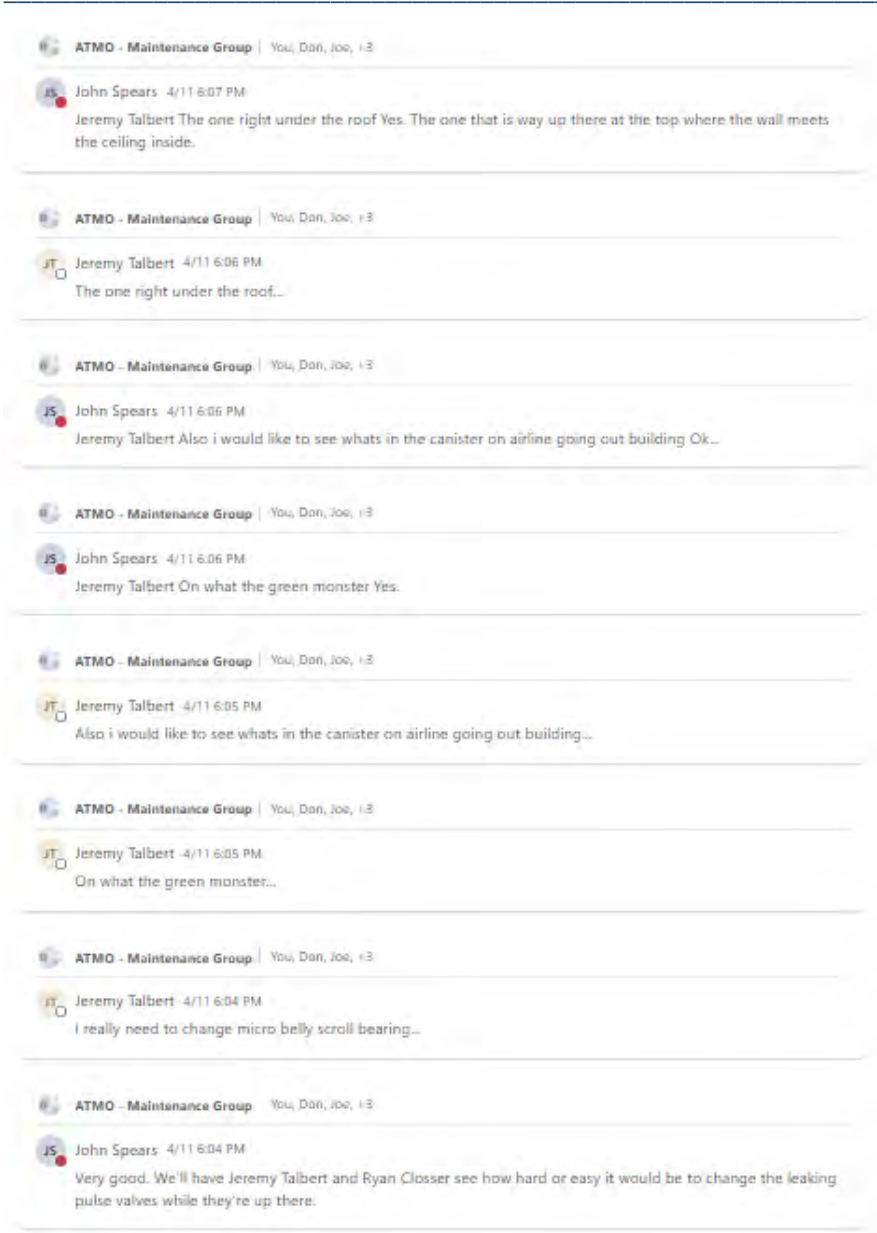 ATMO - Maintenance Group | You, Don, Joe, +3
JS John Spears 4/11 6:07 PM
Jeremy Talbert The one right under the roof Yes. The one that is way up there at the top where the wall meets
the ceiling inside.
ATMO - Maintenance Group | You, Don, Joe, +3
JT Jeremy Talbert 4/11 6:06 PM
The one right under the roof...
ATMO - Maintenance Group | You, Don, Joe, +3
JS John Spears 4/11 6:06 PM
Jeremy Talbert Also i would like to see whats in the canister on airline going out building Ok...
ATMO - Maintenance Group | You, Don, Joe, +3
JS John Spears 4/11 6:06 PM
Jeremy Talbert On what the green monster Yes.
ATMO - Maintenance Group | You, Don, Joe, +3
JT Jeremy Talbert 4/11 6:05 PM
Also i would like to see whats in the canister on airline going out building...
ATMO - Maintenance Group | You, Don, Joe, +3
JT Jeremy Talbert 4/11 6:05 PM
On what the green monster...
ATMO - Maintenance Group | You, Don, Joe, +3
JT Jeremy Talbert 4/11 6:04 PM
I really need to change micro belly scroll bearing...
ATMO - Maintenance Group You, Don, Joe, +3
JS John Spears 4/11 6:04 PM
Very good. We'll have Jeremy Talbert and Ryan Closser see how hard or easy it would be to change the leaking
pulse valves while they're up there.